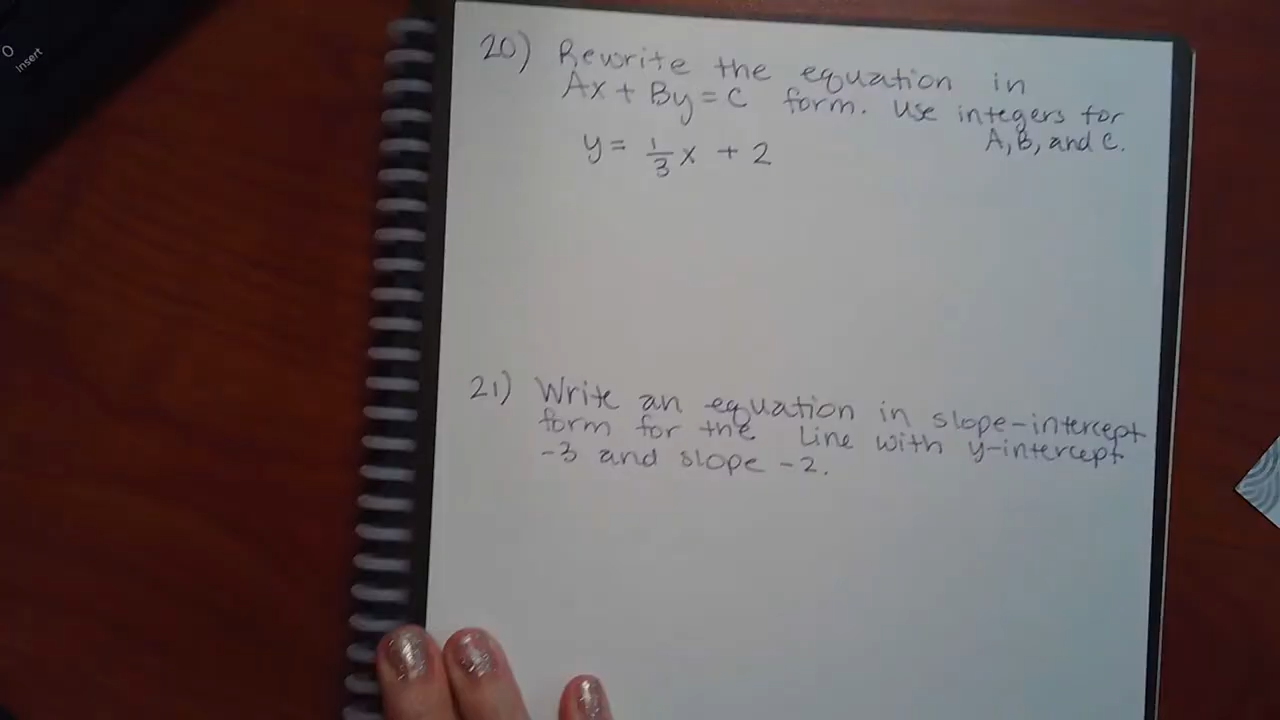 O
insert
20) Rewrite the equation in
Ax + By = C form. Use integers for
A, B, and C.
y = 1/3 x + 2
21) Write an equation in slope-intercept
form for the line with y-intercept
-3 and slope -2.